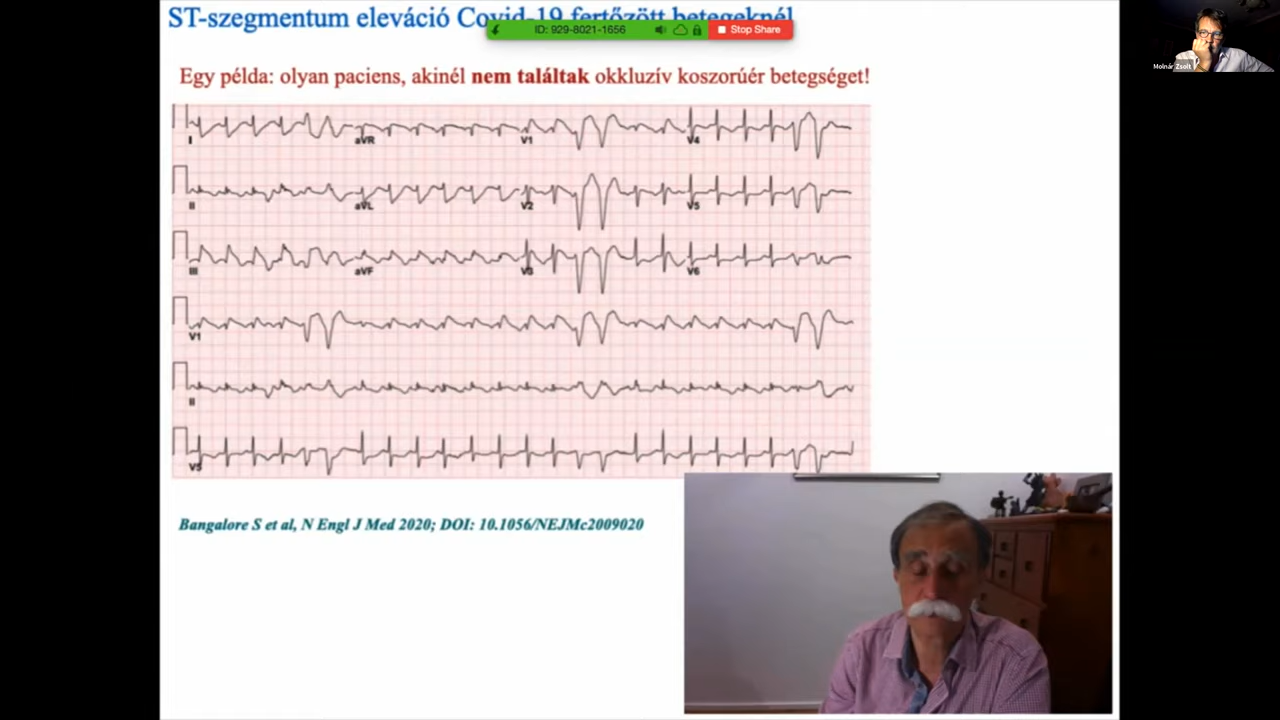 ST-szegmentum eleváció Covid-19 fertőzött betegeknél
ID: 929-8021-1656
Stop Share
Molnár Zsolt
Egy példa: olyan paciens, akinél nem találtak okkluzív koszorúér betegséget!
I aVR V1 V4
II aVL V2 V5
III aVF V3 V6
V1
II
V5
Bangalore S et al, N Engl J Med 2020; DOI: 10.1056/NEJMc2009020